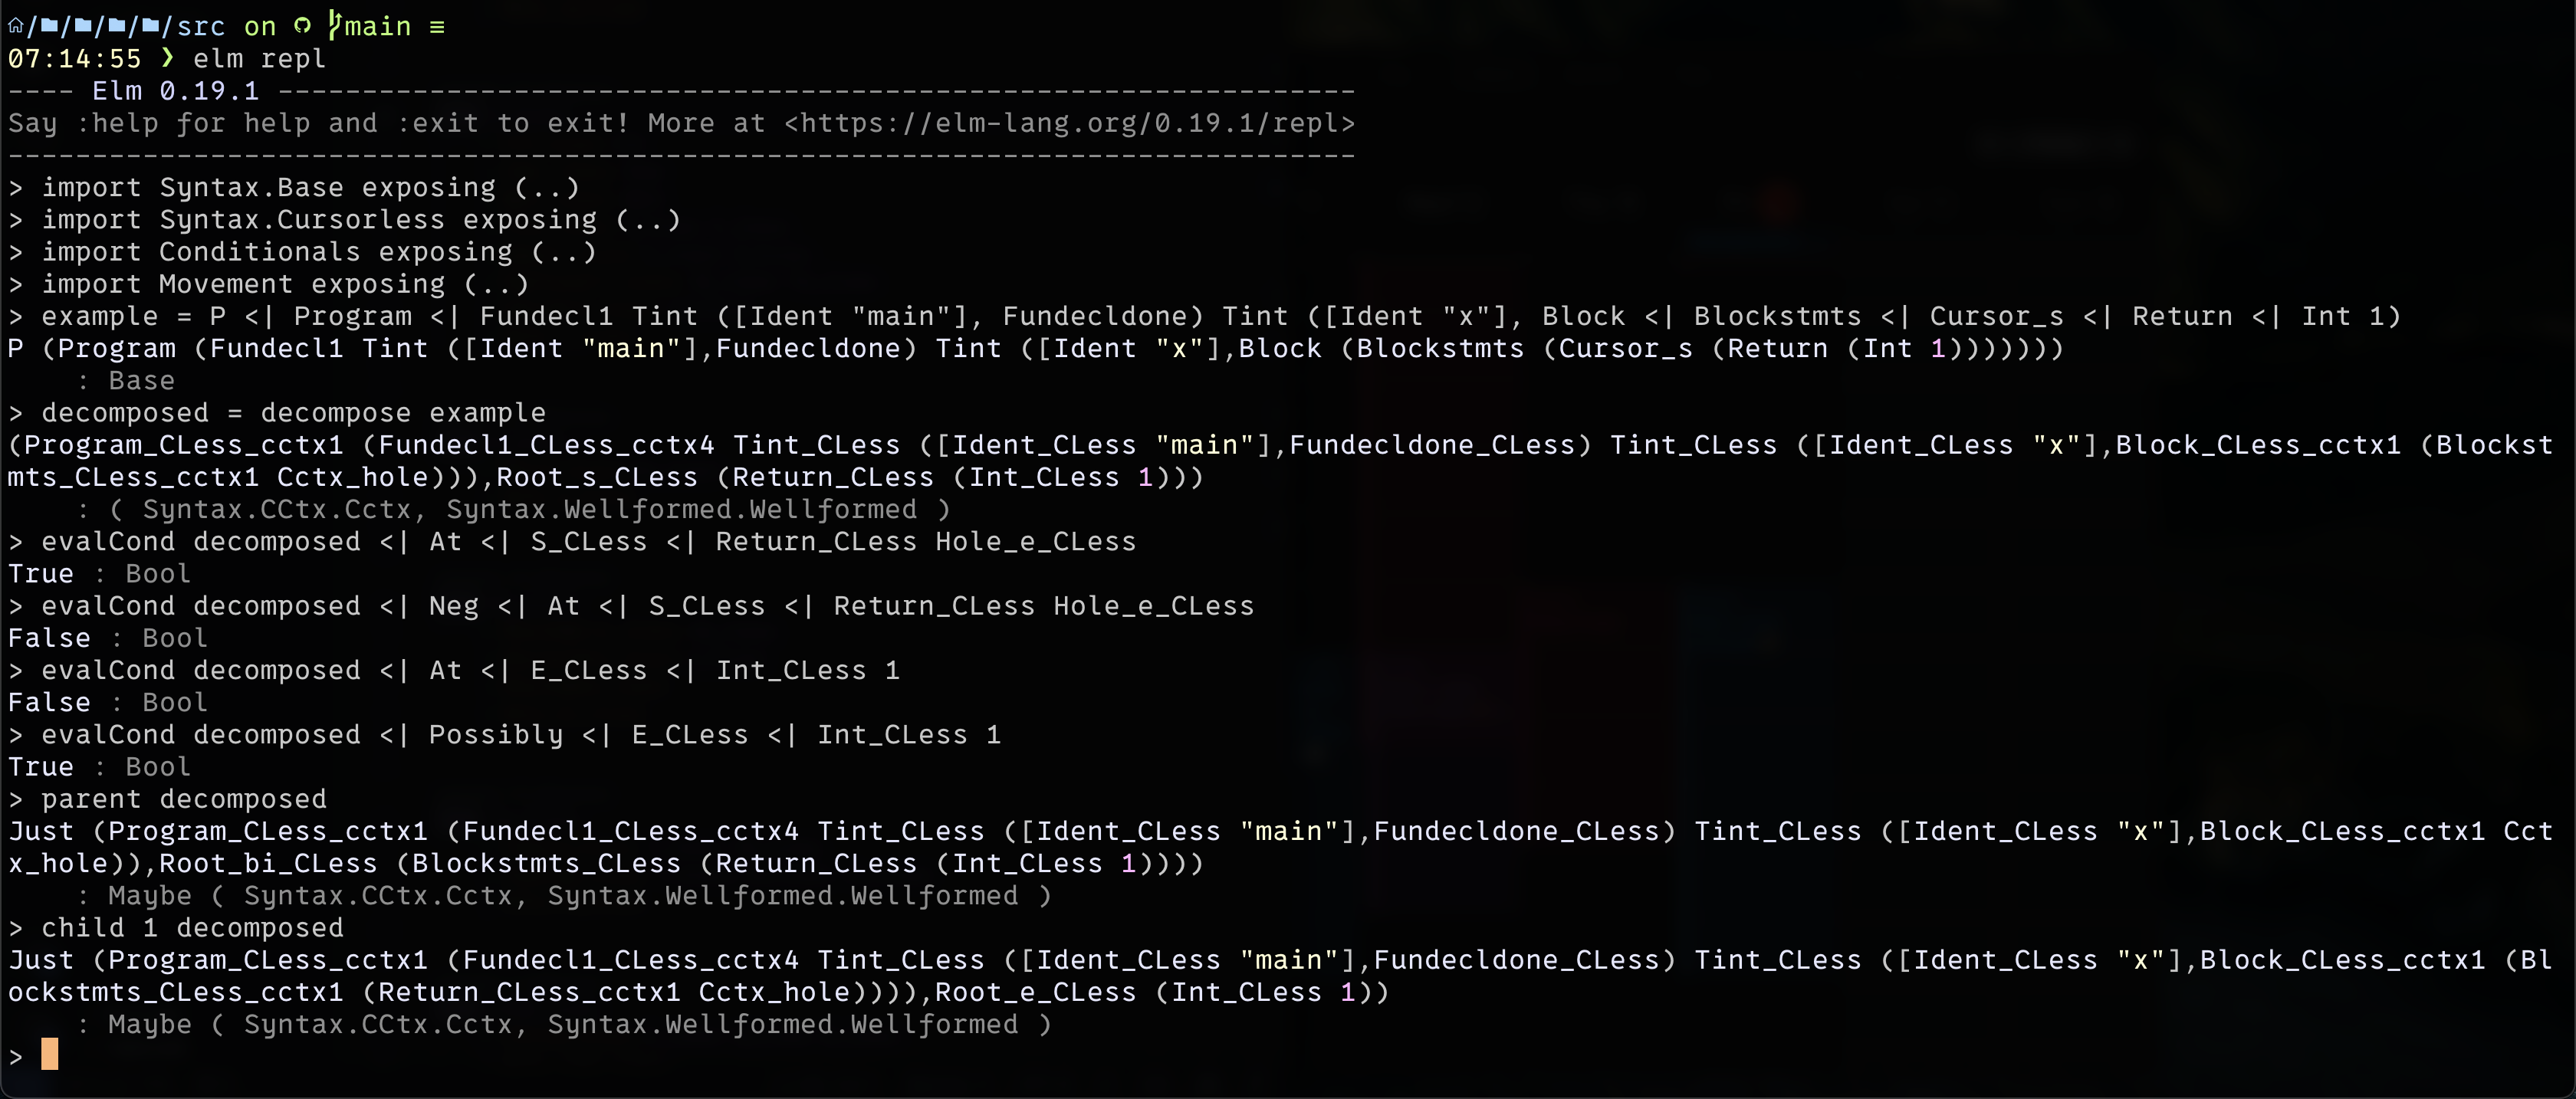 / / / / /src on main ≡
07:14:55 ❯ elm repl
---- Elm 0.19.1 ----------------------------------------------------------------
Say :help for help and :exit to exit! More at <https://elm-lang.org/0.19.1/repl>
--------------------------------------------------------------------------------
> import Syntax.Base exposing (..)
> import Syntax.Cursorless exposing (..)
> import Conditionals exposing (..)
> import Movement exposing (..)
> example = P <| Program <| Fundecl1 Tint ([Ident "main"], Fundecldone) Tint ([Ident "x"], Block <| Blockstmts <| Cursor_s <| Return <| Int 1)
P (Program (Fundecl1 Tint ([Ident "main"],Fundecldone) Tint ([Ident "x"],Block (Blockstmts (Cursor_s (Return (Int 1)))))))
    : Base
> decomposed = decompose example
(Program_CLess_cctx1 (Fundecl1_CLess_cctx4 Tint_CLess ([Ident_CLess "main"],Fundecldone_CLess) Tint_CLess ([Ident_CLess "x"],Block_CLess_cctx1 (Blockst
mts_CLess_cctx1 Cctx_hole))),Root_s_CLess (Return_CLess (Int_CLess 1)))
    : ( Syntax.CCtx.Cctx, Syntax.Wellformed.Wellformed )
> evalCond decomposed <| At <| S_CLess <| Return_CLess Hole_e_CLess
True : Bool
> evalCond decomposed <| Neg <| At <| S_CLess <| Return_CLess Hole_e_CLess
False : Bool
> evalCond decomposed <| At <| E_CLess <| Int_CLess 1
False : Bool
> evalCond decomposed <| Possibly <| E_CLess <| Int_CLess 1
True : Bool
> parent decomposed
Just (Program_CLess_cctx1 (Fundecl1_CLess_cctx4 Tint_CLess ([Ident_CLess "main"],Fundecldone_CLess) Tint_CLess ([Ident_CLess "x"],Block_CLess_cctx1 Cct
x_hole)),Root_bi_CLess (Blockstmts_CLess (Return_CLess (Int_CLess 1))))
    : Maybe ( Syntax.CCtx.Cctx, Syntax.Wellformed.Wellformed )
> child 1 decomposed
Just (Program_CLess_cctx1 (Fundecl1_CLess_cctx4 Tint_CLess ([Ident_CLess "main"],Fundecldone_CLess) Tint_CLess ([Ident_CLess "x"],Block_CLess_cctx1 (Bl
ockstmts_CLess_cctx1 (Return_CLess_cctx1 Cctx_hole)))),Root_e_CLess (Int_CLess 1))
    : Maybe ( Syntax.CCtx.Cctx, Syntax.Wellformed.Wellformed )
>